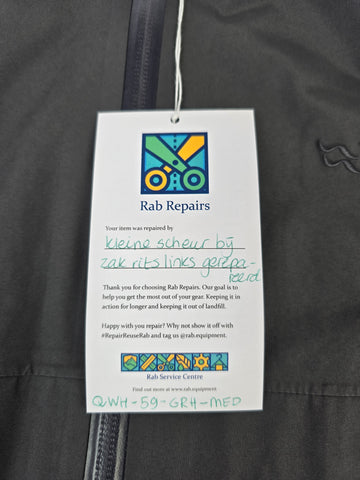 Rab Repairs
Your item was repaired by
kleine scheur bij
zak rits links gerepa-
reerd
Thank you for choosing Rab Repairs. Our goal is to
help you get the most out of your gear. Keeping it in
action for longer and keeping it out of landfill.
Happy with you repair? Why not show it off with
#RepairReuseRab and tag us @rab.equipment.
Rab Service Centre
Find out more at www.rab.equipment
QWH-59-GRH-MED